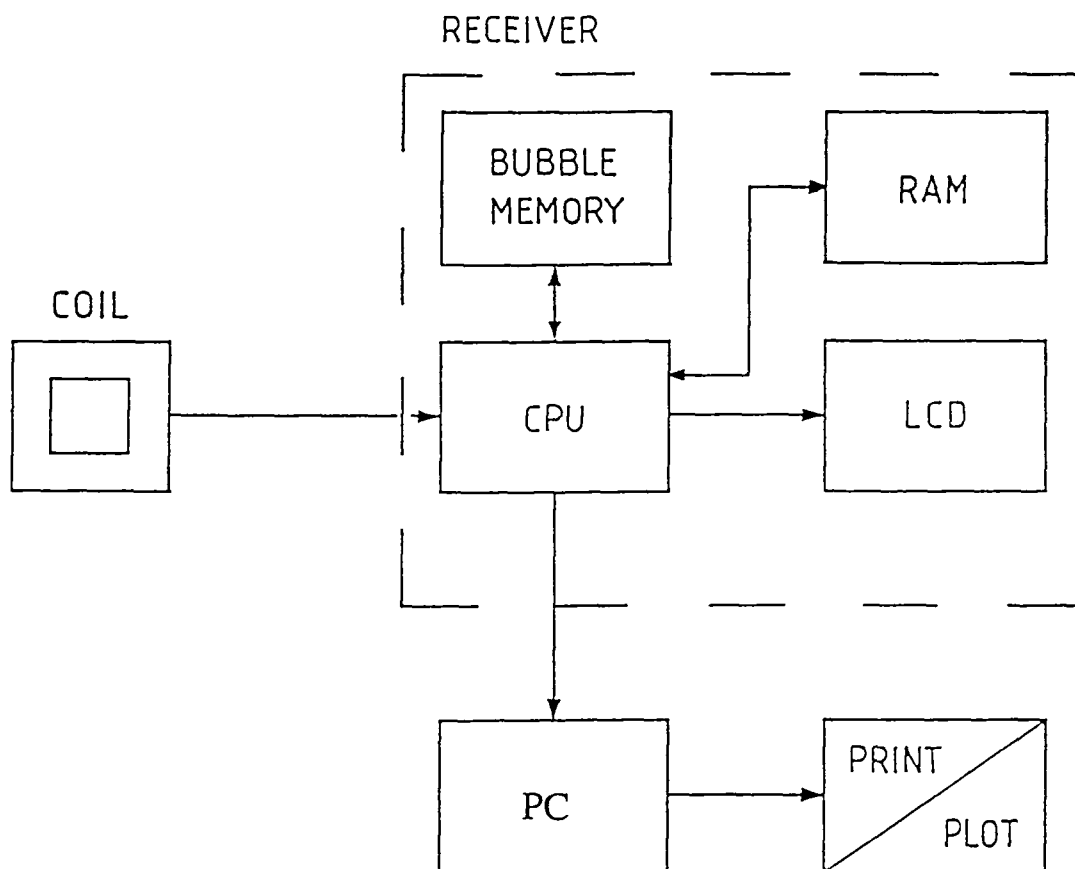 RECEIVER
BUBBLE
MEMORY
RAM
COIL
CPU
LCD
PC
PRINT
PLOT